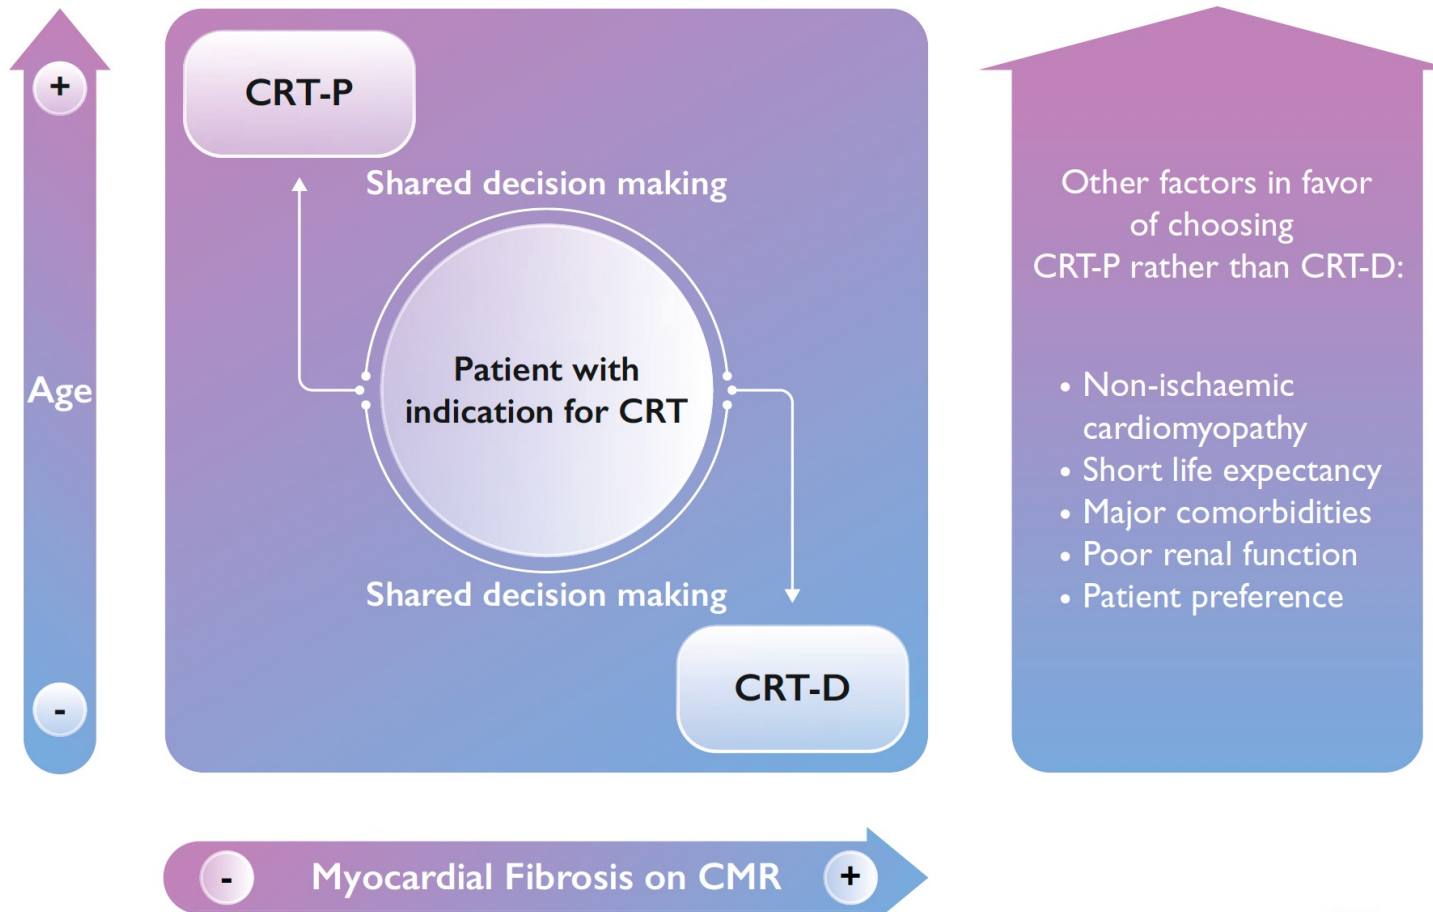 +
Age
-
CRT-P
Shared decision making
Patient with
indication for CRT
Shared decision making
CRT-D
Other factors in favor
of choosing
CRT-P rather than CRT-D:
• Non-ischaemic
cardiomyopathy
• Short life expectancy
• Major comorbidities
• Poor renal function
• Patient preference
- Myocardial Fibrosis on CMR +